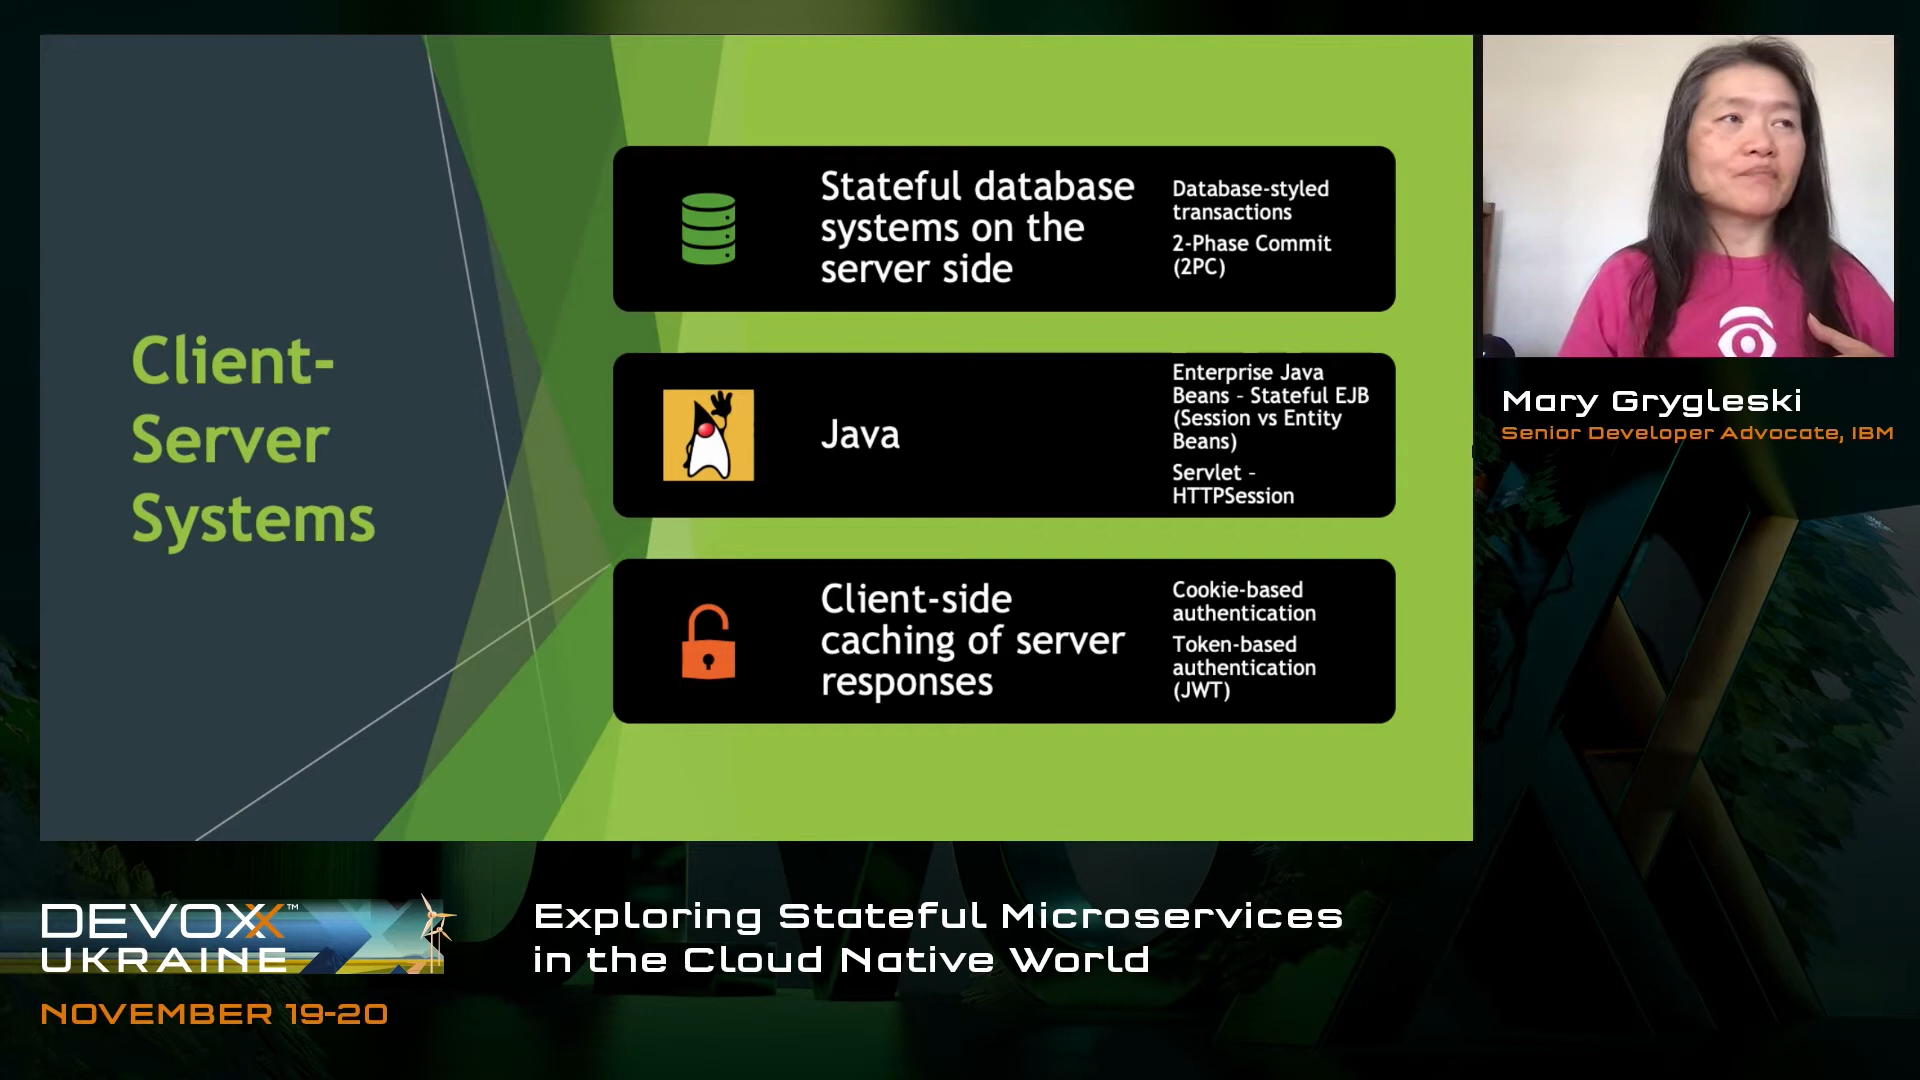 Client-
Server
Systems
Stateful database
systems on the
server side
Database-styled
transactions
2-Phase Commit
(2PC)
Java
Enterprise Java
Beans - Stateful EJB
(Session vs Entity
Beans)
Servlet -
HTTPSession
Client-side
caching of server
responses
Cookie-based
authentication
Token-based
authentication
(JWT)
Mary Grygleski
Senior Developer Advocate, IBM
DEVOXX™
UKRAINE
NOVEMBER 19-20
Exploring Stateful Microservices
in the Cloud Native World